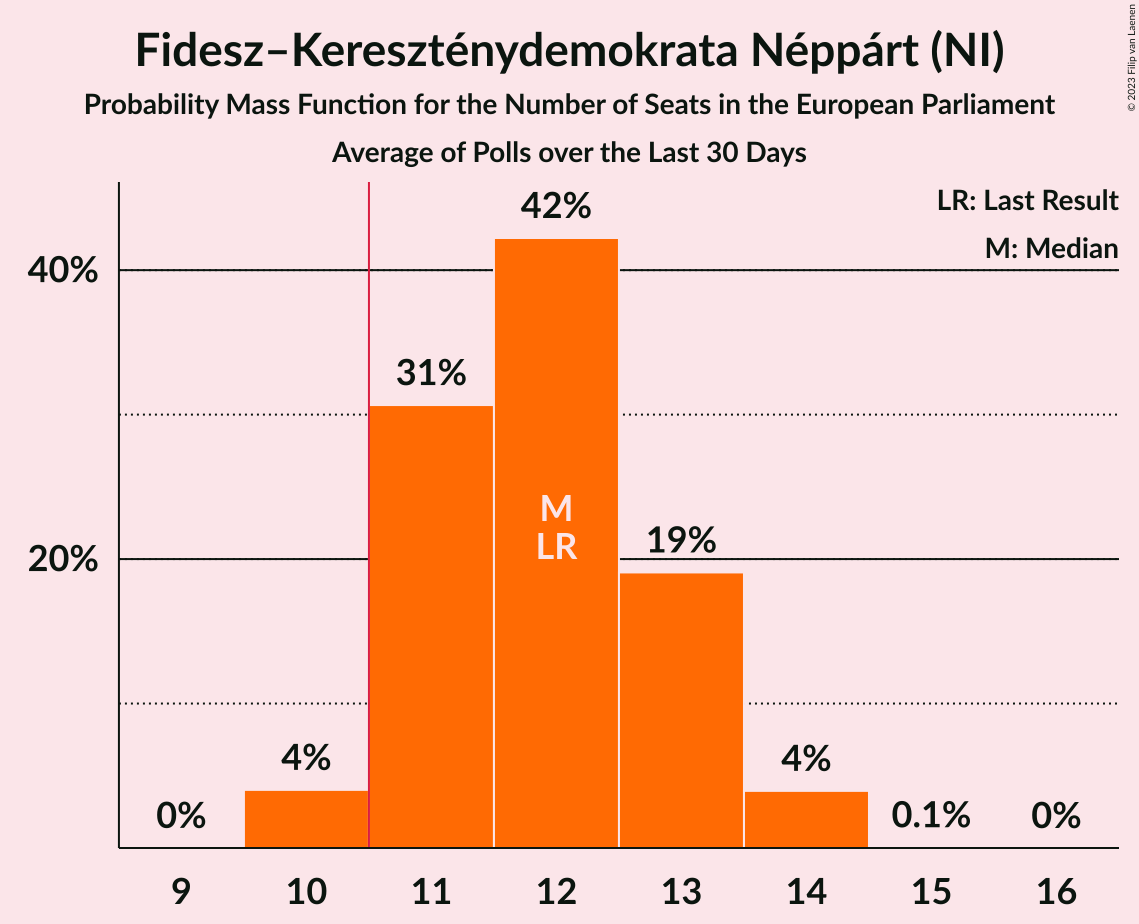 Fidesz–Kereszténydemokrata Néppárt (NI)
Probability Mass Function for the Number of Seats in the European Parliament
Average of Polls over the Last 30 Days
© 2023 Filip van Laenen
LR: Last Result
M: Median
42%
40%
31%
M
LR
19%
20%
4%
4%
0%
0.1%
0%
9 10 11 12 13 14 15 16